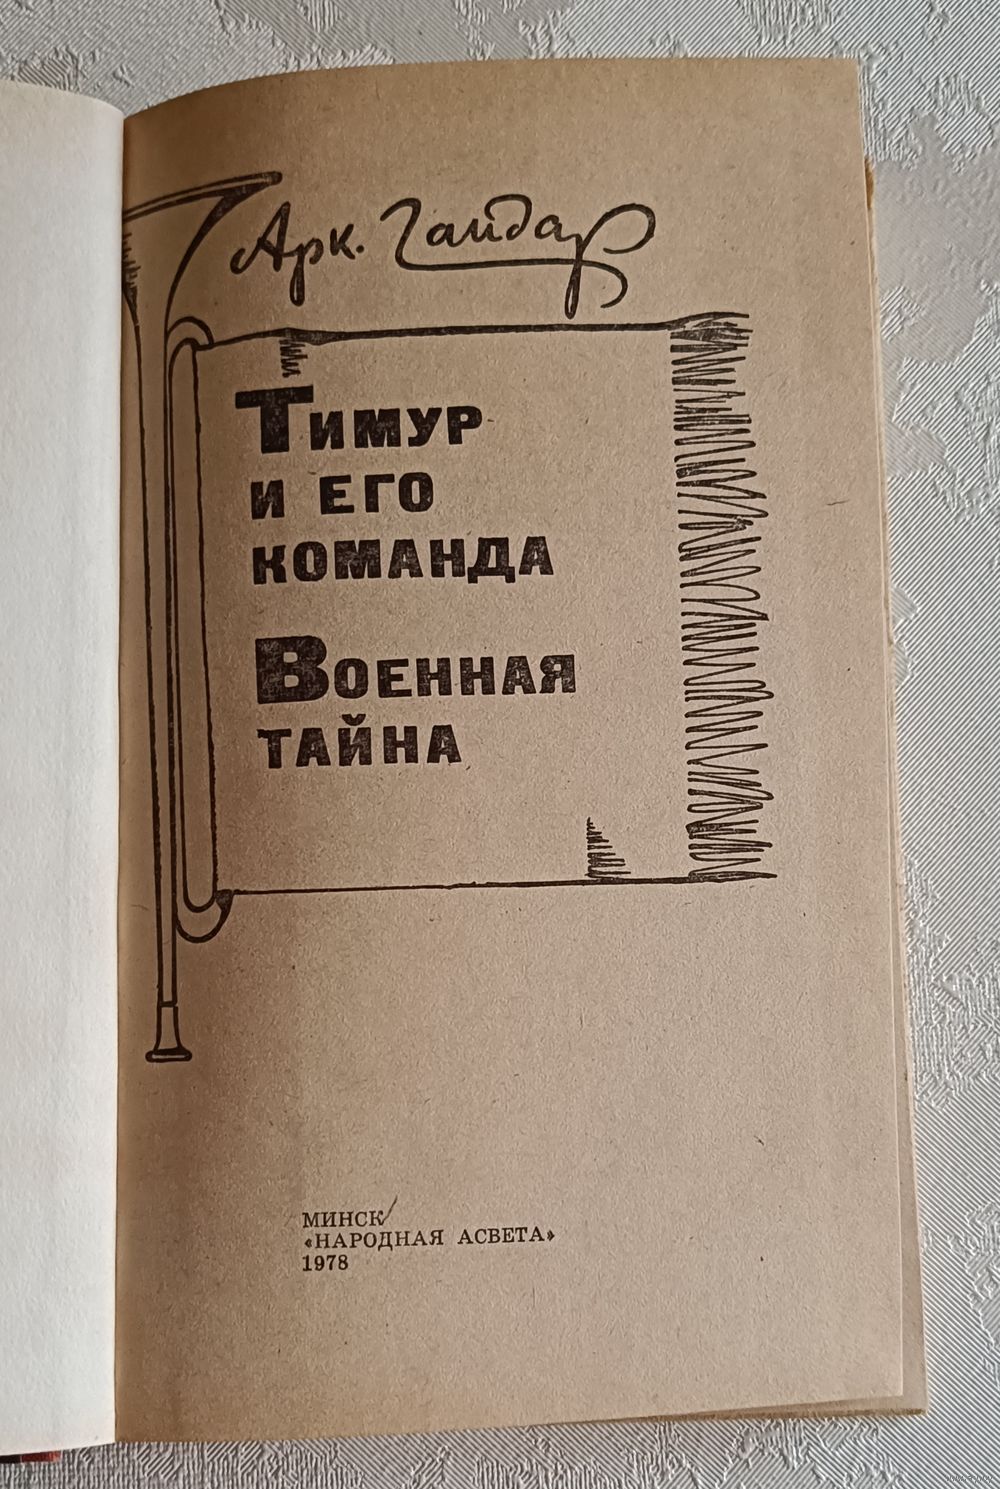 Арк. Гайдар
Тимур
и его
команда
Военная
тайна
МИНСК
«НАРОДНАЯ АСВЕТА»
1978